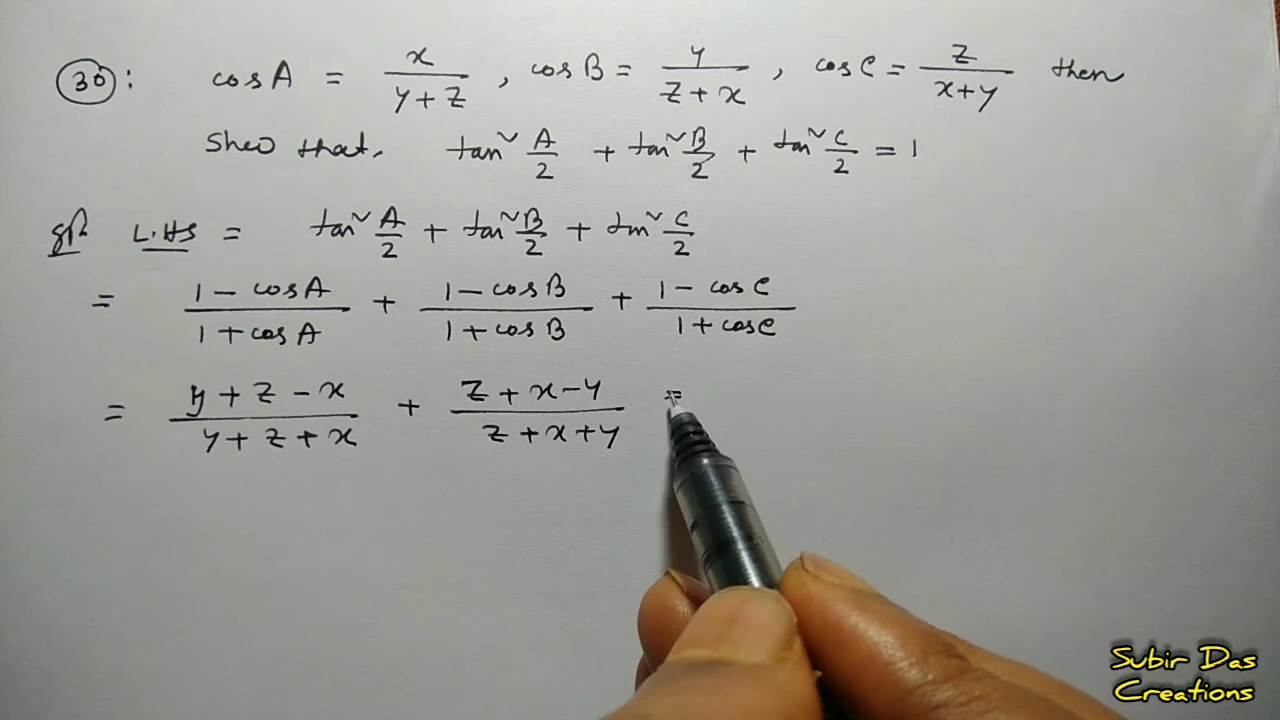 30: cos A = x/(y+z), cos B = y/(z+x), cos C = z/(x+y) then
Show that, tan² A/2 + tan² B/2 + tan² C/2 = 1
L.H.S = tan² A/2 + tan² B/2 + tan² C/2
= (1 - cos A)/(1 + cos A) + (1 - cos B)/(1 + cos B) + (1 - cos C)/(1 + cos C)
= (y + z - x)/(y + z + x) + (z + x - y)/(z + x + y)
Subir Das
Creations